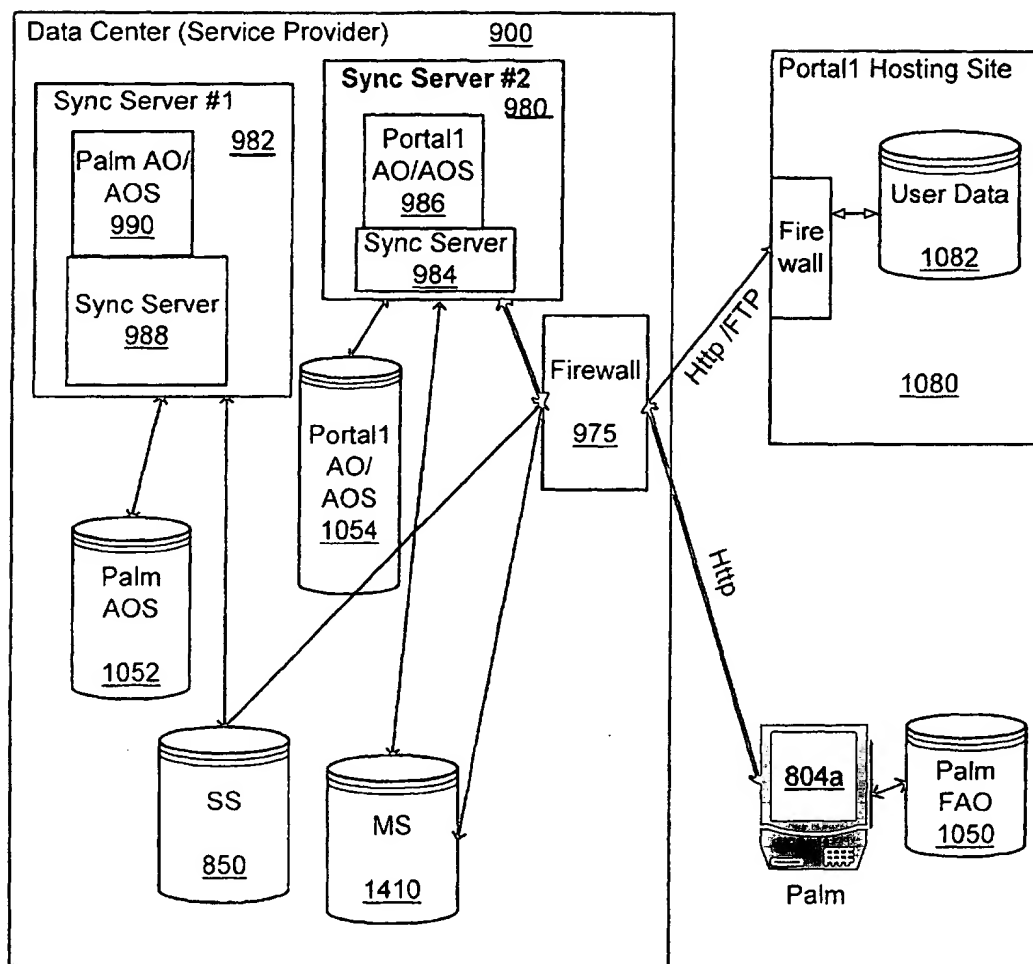 Data Center (Service Provider) 900
Sync Server #1
982
Palm AO/
AOS
990
Sync Server
988
Sync Server #2
980
Portal1
AO/AOS
986
Sync Server
984
Portal1
AO/
AOS
1054
Firewall
975
Palm
AOS
1052
SS
850
MS
1410
Http /FTP
Http
Portal1 Hosting Site
Fire
wall
User Data
1082
1080
804a
Palm
Palm
FAO
1050